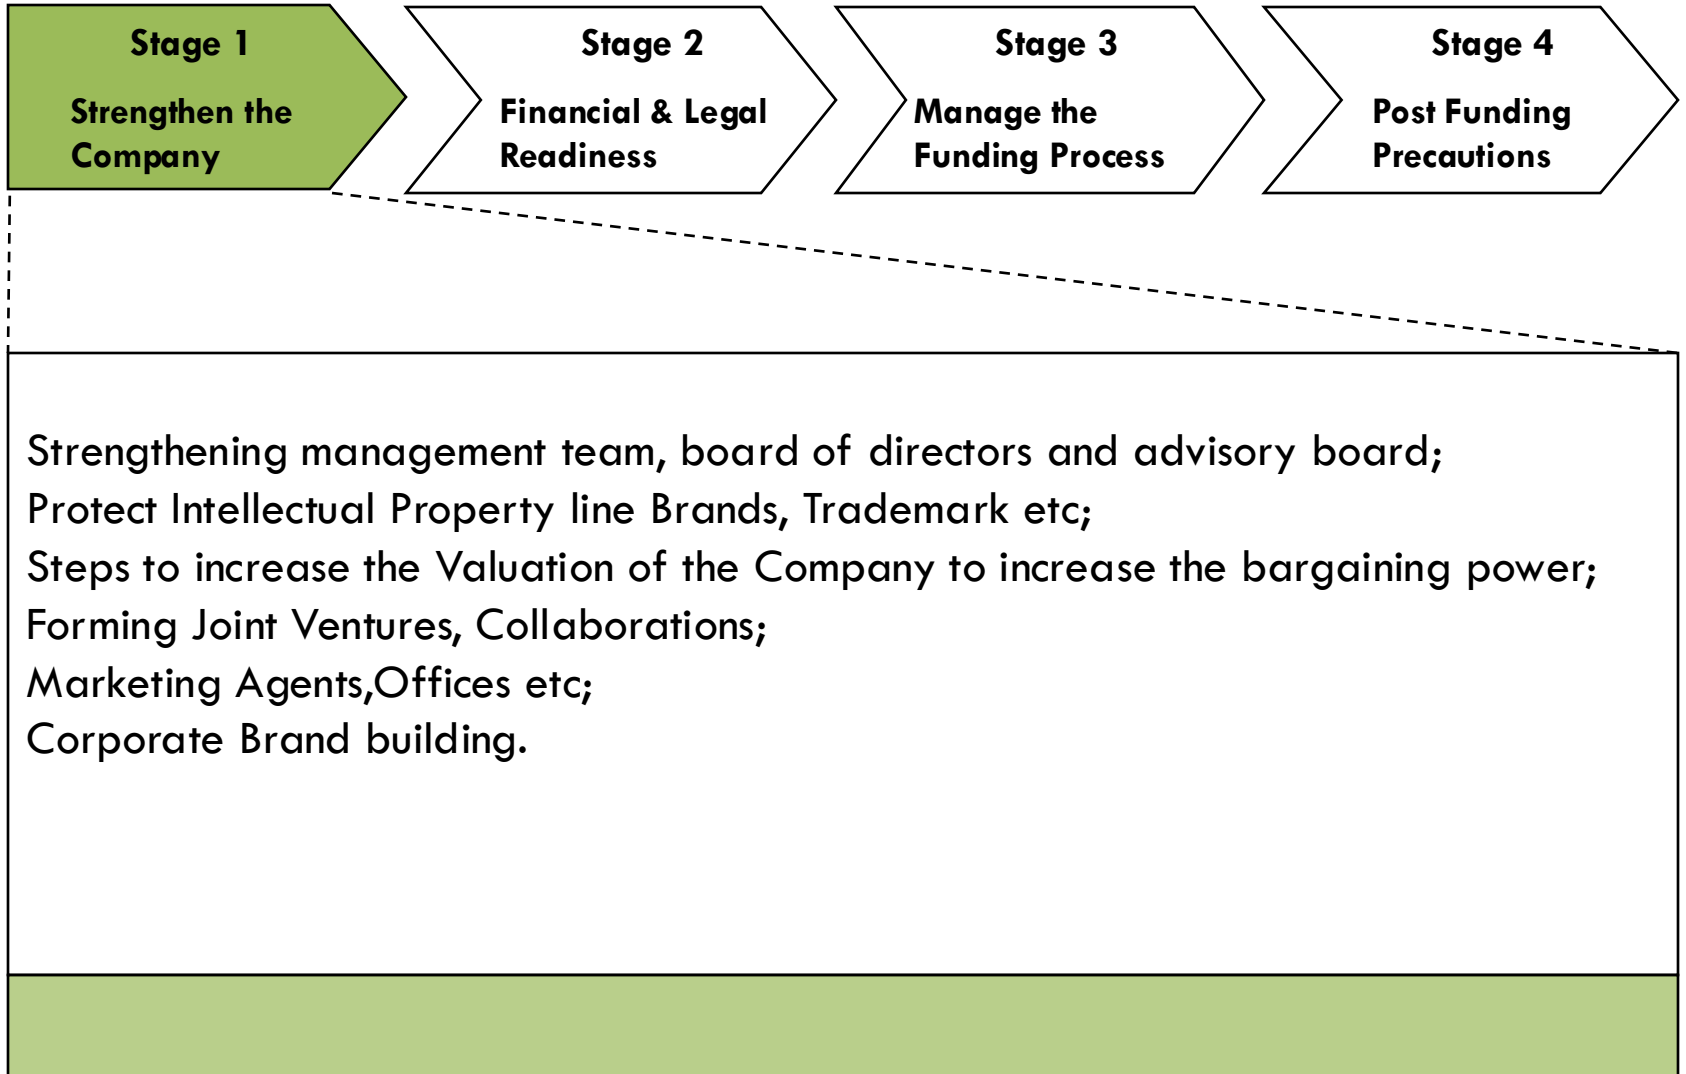 Stage 1
Strengthen the
Company
Stage 2
Financial & Legal
Readiness
Stage 3
Manage the
Funding Process
Stage 4
Post Funding
Precautions
Strengthening management team, board of directors and advisory board;
Protect Intellectual Property line Brands, Trademark etc;
Steps to increase the Valuation of the Company to increase the bargaining power;
Forming Joint Ventures, Collaborations;
Marketing Agents,Offices etc;
Corporate Brand building.